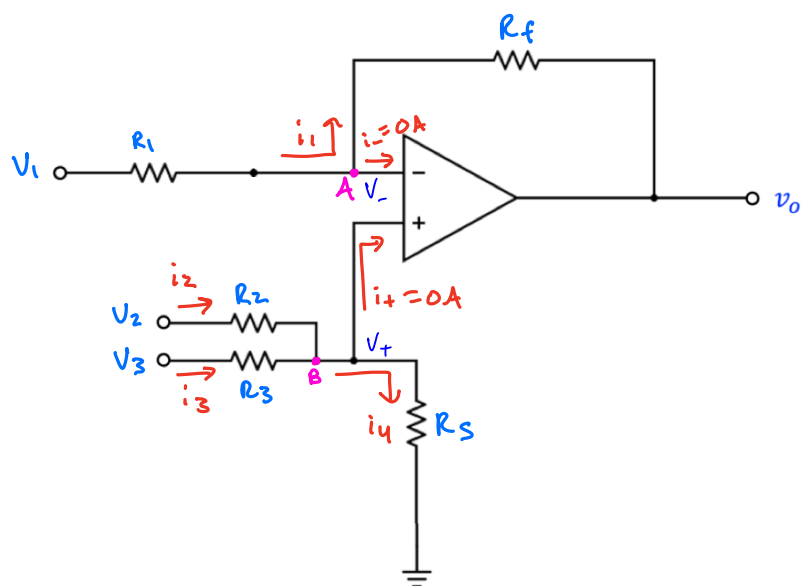 Rf
R1
i1
i-=0A
V1
A
V-
−
+
vo
i2
R2
i+=0A
V2
V+
V3
B
i3
R3
i4
Rs